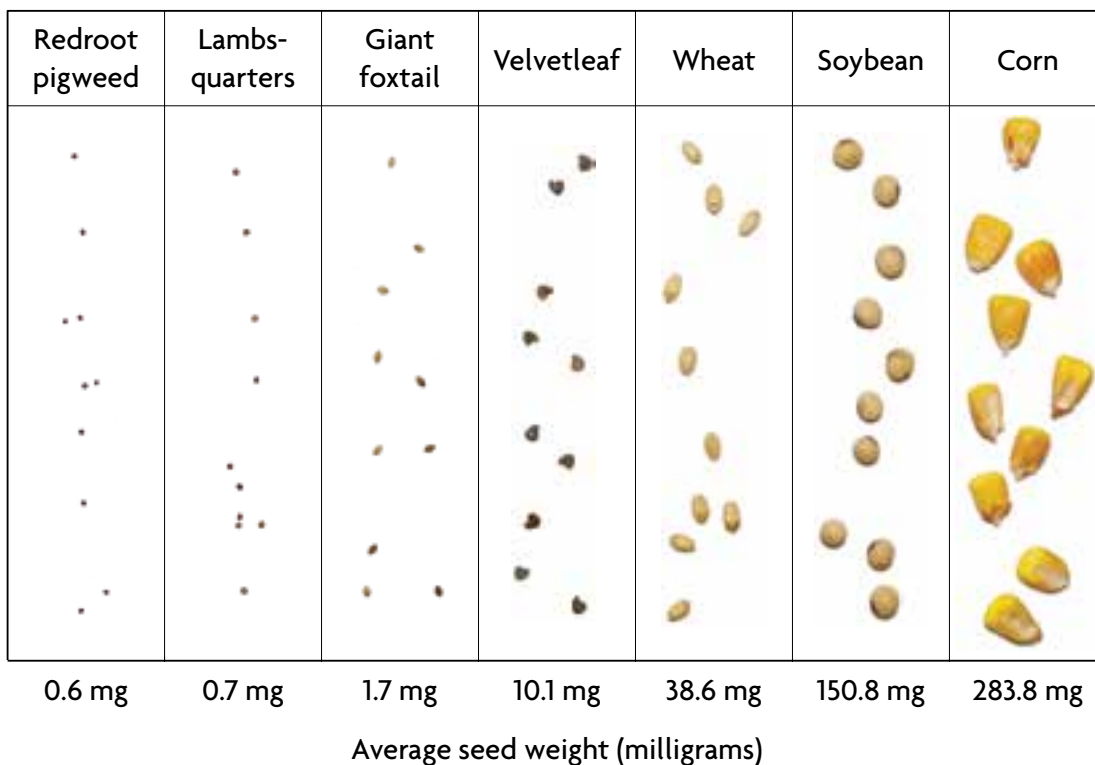 Redroot
pigweed
Lambs-
quarters
Giant
foxtail
Velvetleaf
Wheat
Soybean
Corn
0.6 mg
0.7 mg
1.7 mg
10.1 mg
38.6 mg
150.8 mg
283.8 mg
Average seed weight (milligrams)